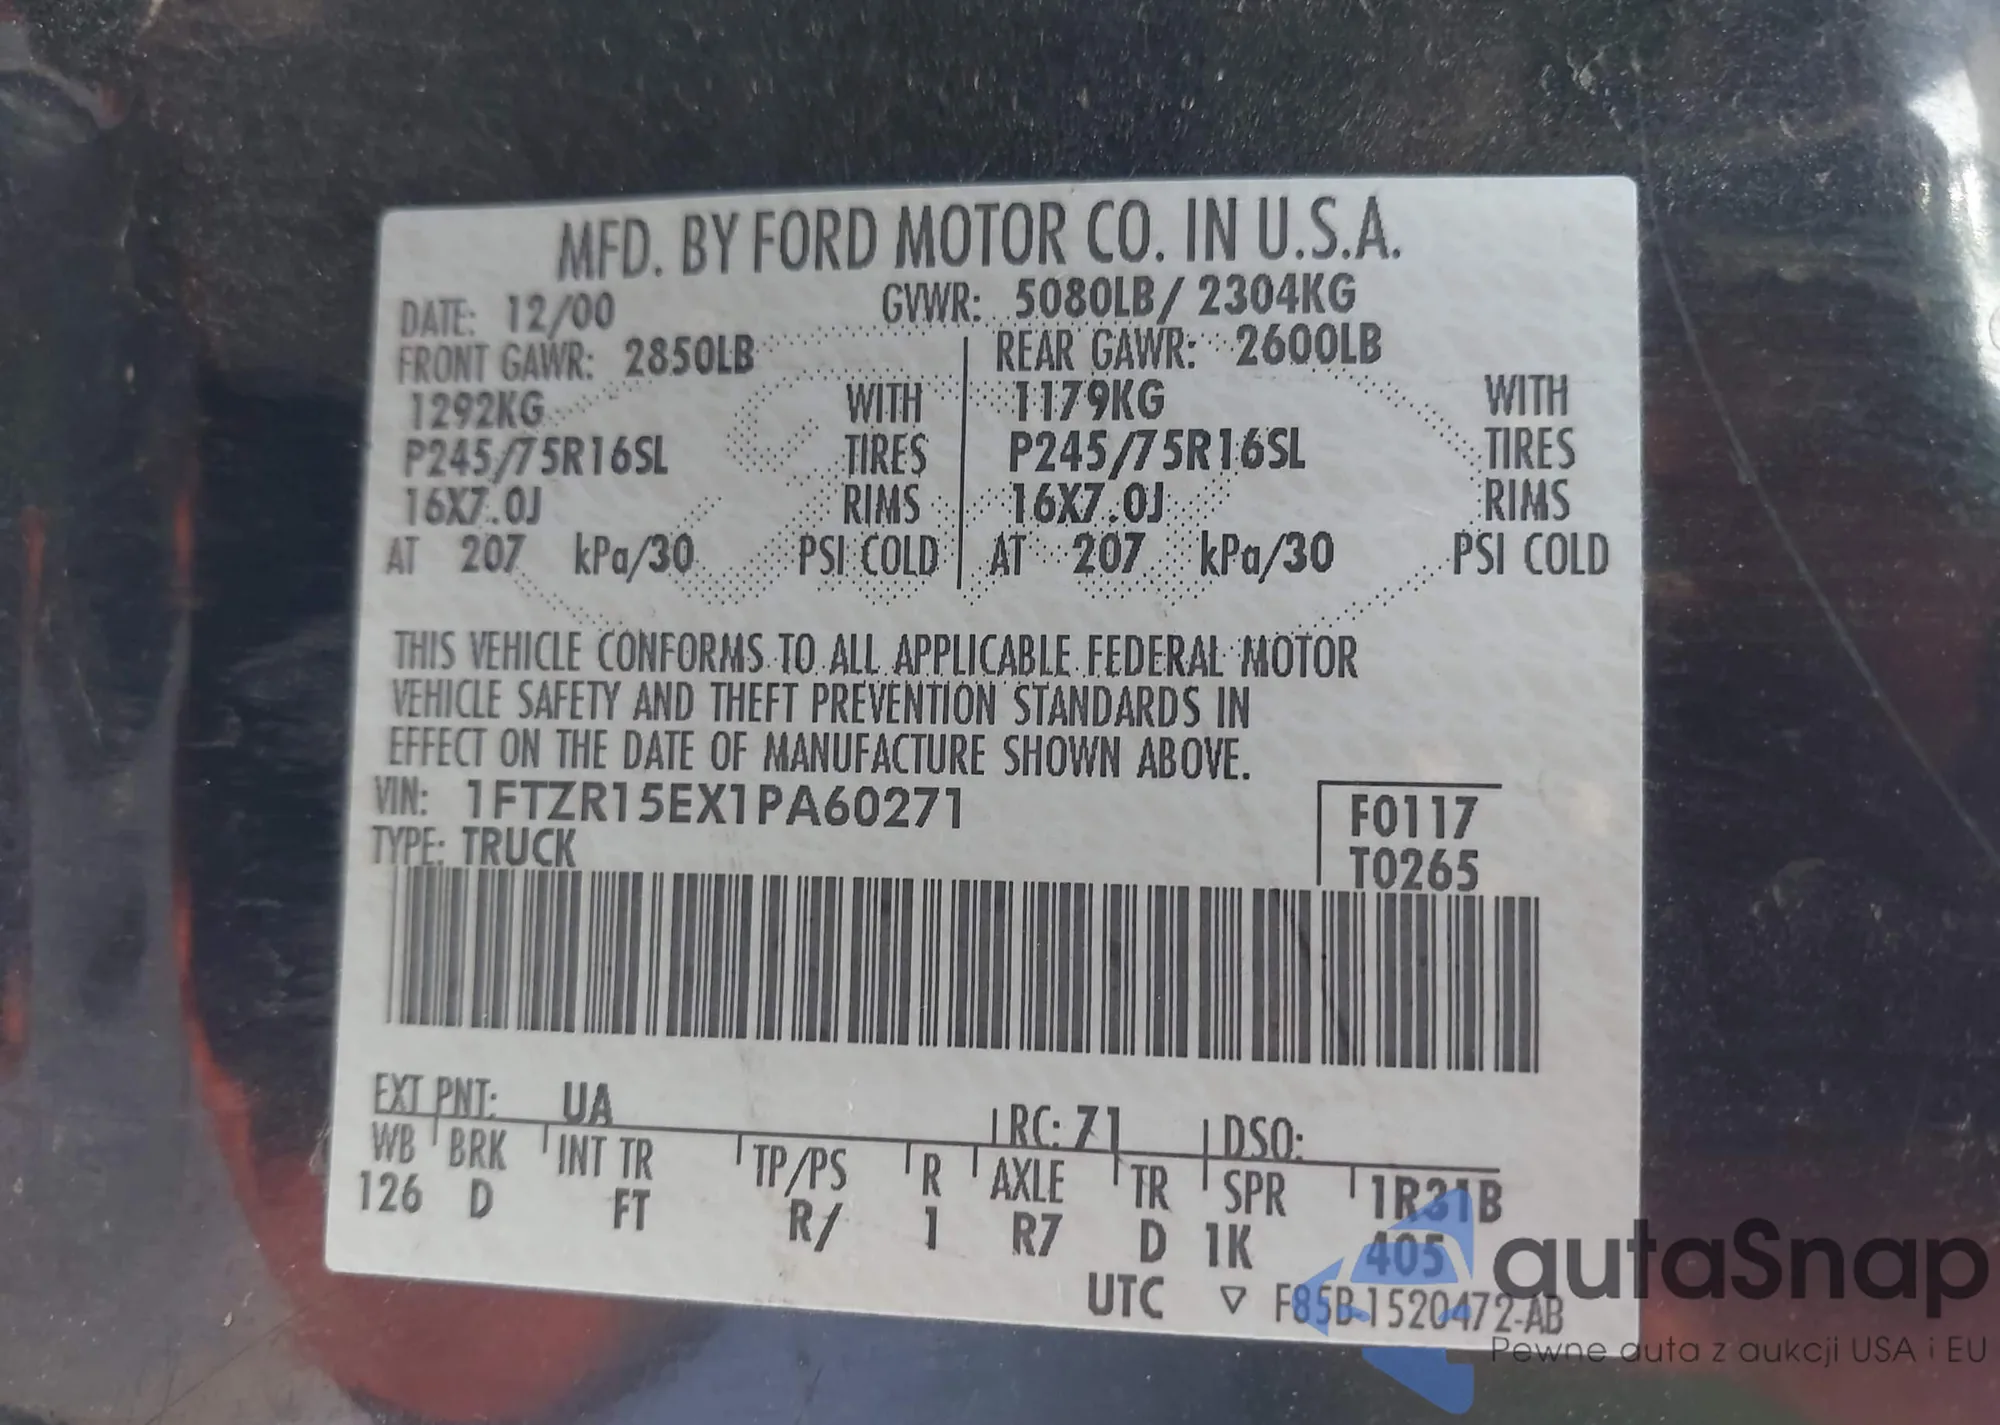 MFD. BY FORD MOTOR CO. IN U.S.A.
DATE: 12/00 GVWR: 5080LB/ 2304KG
FRONT GAWR: 2850LB REAR GAWR: 2600LB
1292KG WITH 1179KG WITH
P245/75R16SL TIRES P245/75R16SL TIRES
16X7.0J RIMS 16X7.0J RIMS
AT 207 kPa/30 PSI COLD AT 207 kPa/30 PSI COLD
THIS VEHICLE CONFORMS TO ALL APPLICABLE FEDERAL MOTOR
VEHICLE SAFETY AND THEFT PREVENTION STANDARDS IN
EFFECT ON THE DATE OF MANUFACTURE SHOWN ABOVE.
VIN: 1FTZR15EX1PA60271 F0117
TYPE: TRUCK T0265
EXT PNT: UA RC: 71 DSO:
WB BRK INT TR TP/PS R AXLE TR SPR 1R31B
126 D FT R/ 1 R7 D 1K 405
UTC ▽ F85B-1520472-AB
autaSnap
Pewne auta z aukcji USA i EU